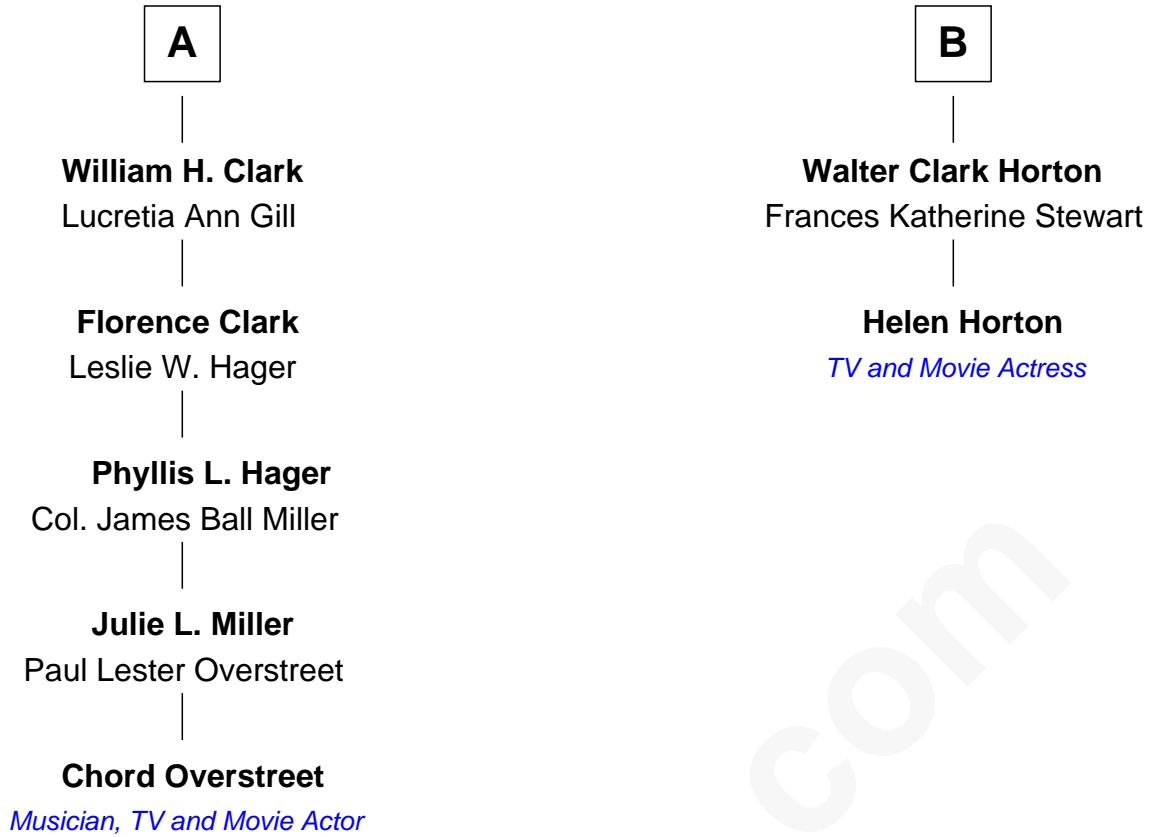 A
William H. Clark
Lucretia Ann Gill
Florence Clark
Leslie W. Hager
Phyllis L. Hager
Col. James Ball Miller
Julie L. Miller
Paul Lester Overstreet
Chord Overstreet
Musician, TV and Movie Actor
B
Walter Clark Horton
Frances Katherine Stewart
Helen Horton
TV and Movie Actress
com